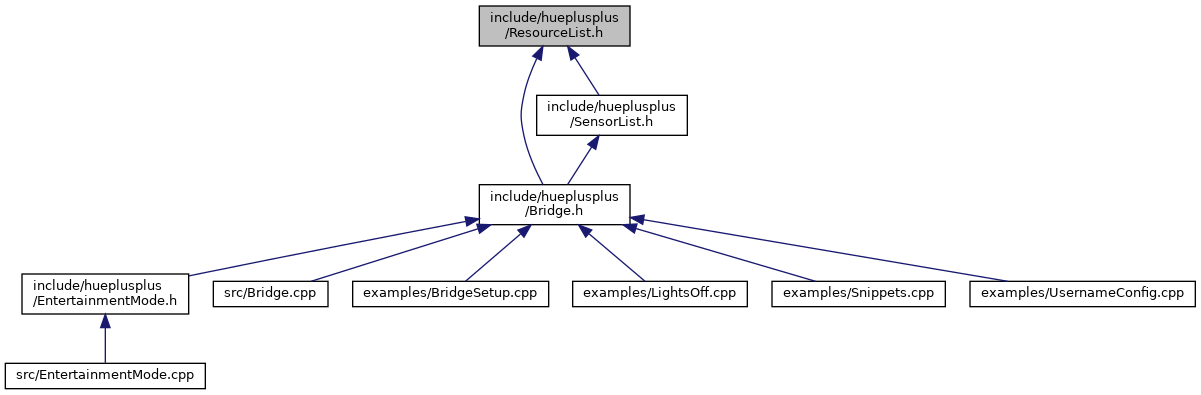 include/hueplusplus
/ResourceList.h
include/hueplusplus
/SensorList.h
include/hueplusplus
/Bridge.h
include/hueplusplus
/EntertainmentMode.h
src/Bridge.cpp
examples/BridgeSetup.cpp
examples/LightsOff.cpp
examples/Snippets.cpp
examples/UsernameConfig.cpp
src/EntertainmentMode.cpp